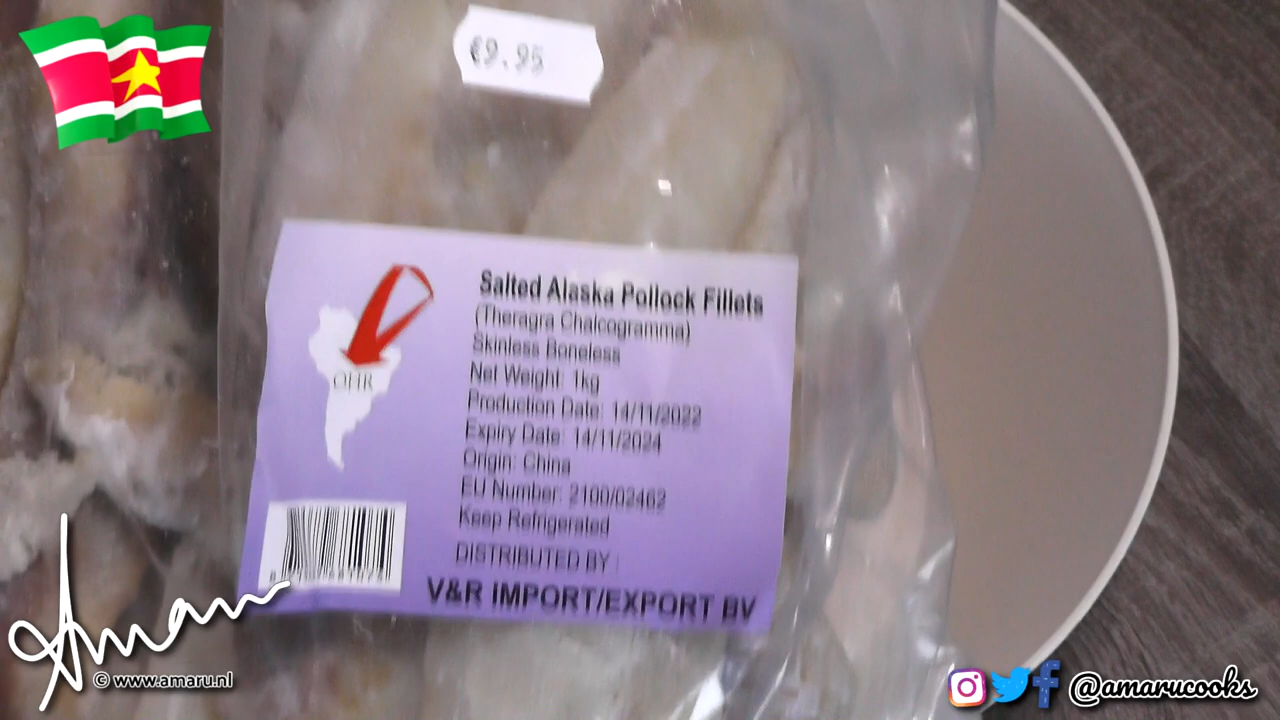 €9.95
Salted Alaska Pollock Fillets
(Theragra Chalcogramma)
Skinless Boneless
Net Weight: 1kg
Production Date: 14/11/2022
Expiry Date: 14/11/2024
Origin: China
EU Number: 2100/02462
Keep Refrigerated
DISTRIBUTED BY :
V&R IMPORT/EXPORT BV
OHR
Amaru
© www.amaru.nl
@amarucooks